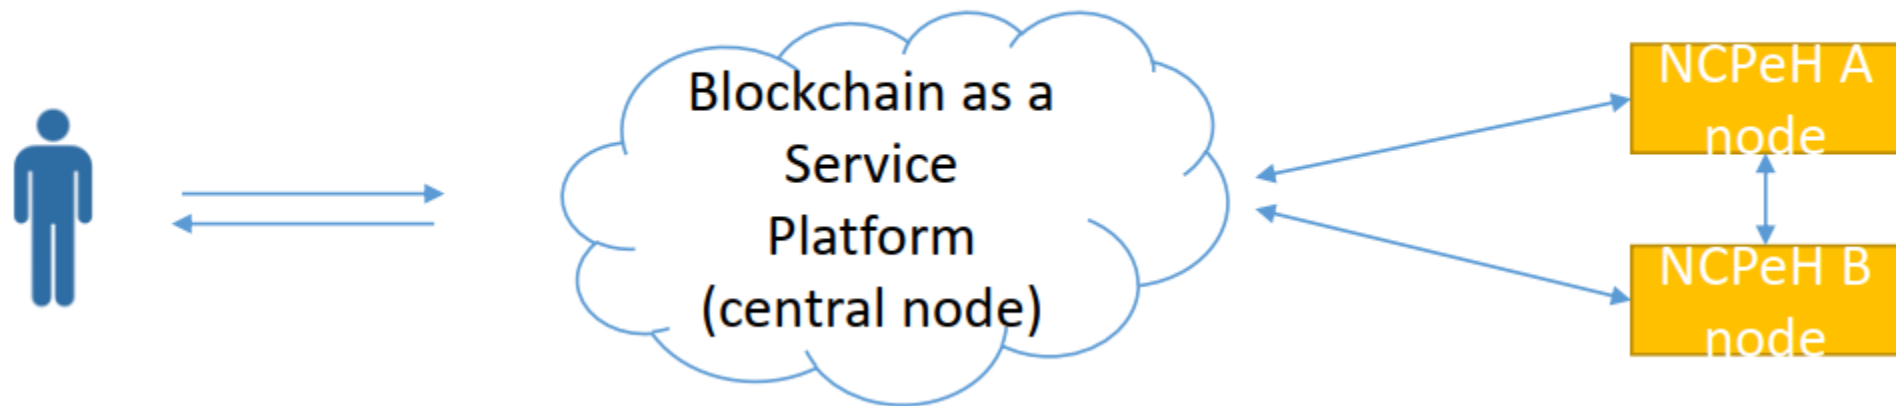 Blockchain as a
Service
Platform
(central node)
NCPeH A
node
NCPeH B
node